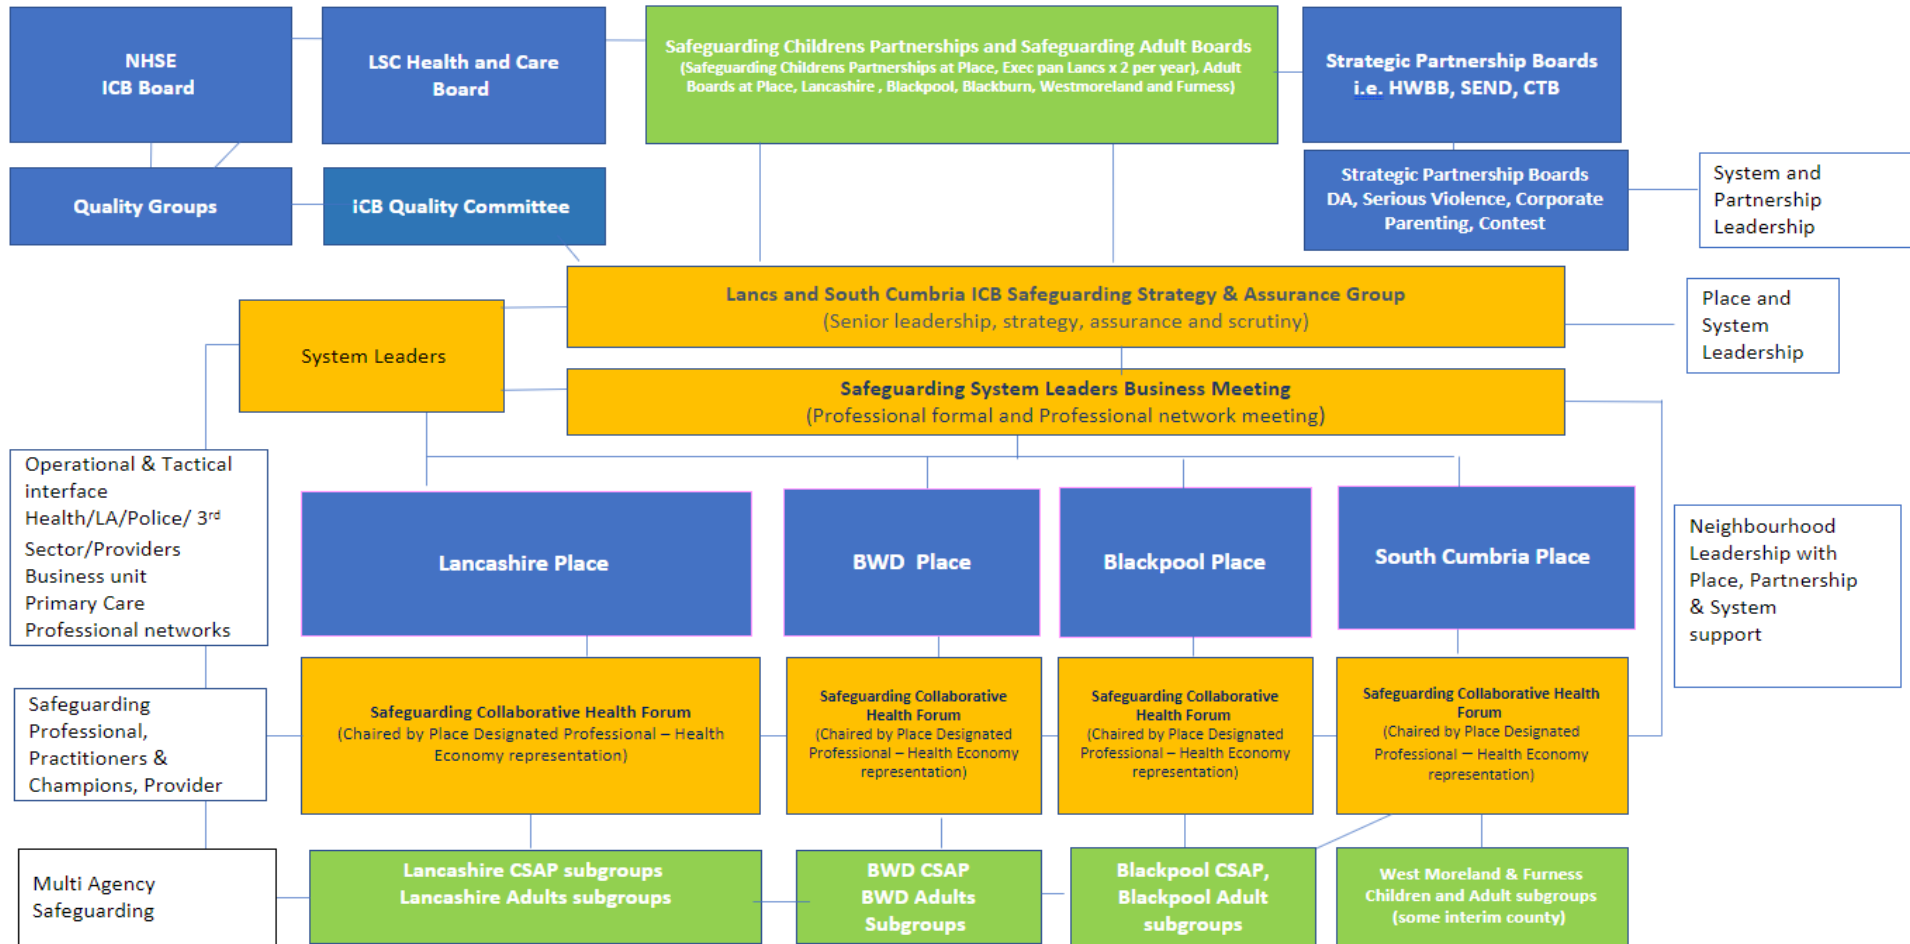 NHSE
ICB Board
LSC Health and Care
Board
Safeguarding Childrens Partnerships and Safeguarding Adult Boards
(Safeguarding Childrens Partnerships at Place, Exec pan Lancs x 2 per year), Adult
Boards at Place, Lancashire , Blackpool, Blackburn, Westmoreland and Furness)
Strategic Partnership Boards
i.e. HWBB, SEND, CTB
Quality Groups
ICB Quality Committee
Strategic Partnership Boards
DA, Serious Violence, Corporate
Parenting, Contest
System and
Partnership
Leadership
Lancs and South Cumbria ICB Safeguarding Strategy & Assurance Group
(Senior leadership, strategy, assurance and scrutiny)
Place and
System
Leadership
System Leaders
Safeguarding System Leaders Business Meeting
(Professional formal and Professional network meeting)
Operational & Tactical
interface
Health/LA/Police/ 3rd
Sector/Providers
Business unit
Primary Care
Professional networks
Lancashire Place
BWD Place
Blackpool Place
South Cumbria Place
Neighbourhood
Leadership with
Place, Partnership
& System
support
Safeguarding
Professional,
Practitioners &
Champions, Provider
Safeguarding Collaborative Health Forum
(Chaired by Place Designated Professional – Health
Economy representation)
Safeguarding Collaborative
Health Forum
(Chaired by Place Designated
Professional – Health Economy
representation)
Safeguarding Collaborative
Health Forum
(Chaired by Place Designated
Professional – Health Economy
representation)
Safeguarding Collaborative Health
Forum
(Chaired by Place Designated
Professional – Health Economy
representation)
Multi Agency
Safeguarding
Lancashire CSAP subgroups
Lancashire Adults subgroups
BWD CSAP
BWD Adults
Subgroups
Blackpool CSAP,
Blackpool Adult
subgroups
West Moreland & Furness
Children and Adult subgroups
(some interim county)